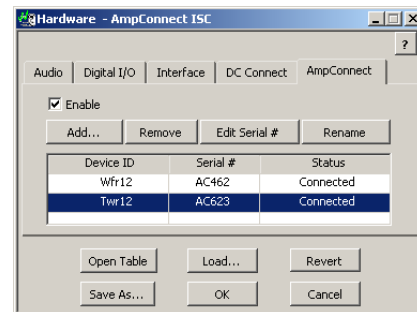 Hardware - AmpConnect ISC
?
Audio Digital I/O Interface DC Connect AmpConnect
Enable
Add... Remove Edit Serial # Rename
Device ID Serial # Status
Wfr12 AC462 Connected
Twr12 AC623 Connected
Open Table Load... Revert
Save As... OK Cancel